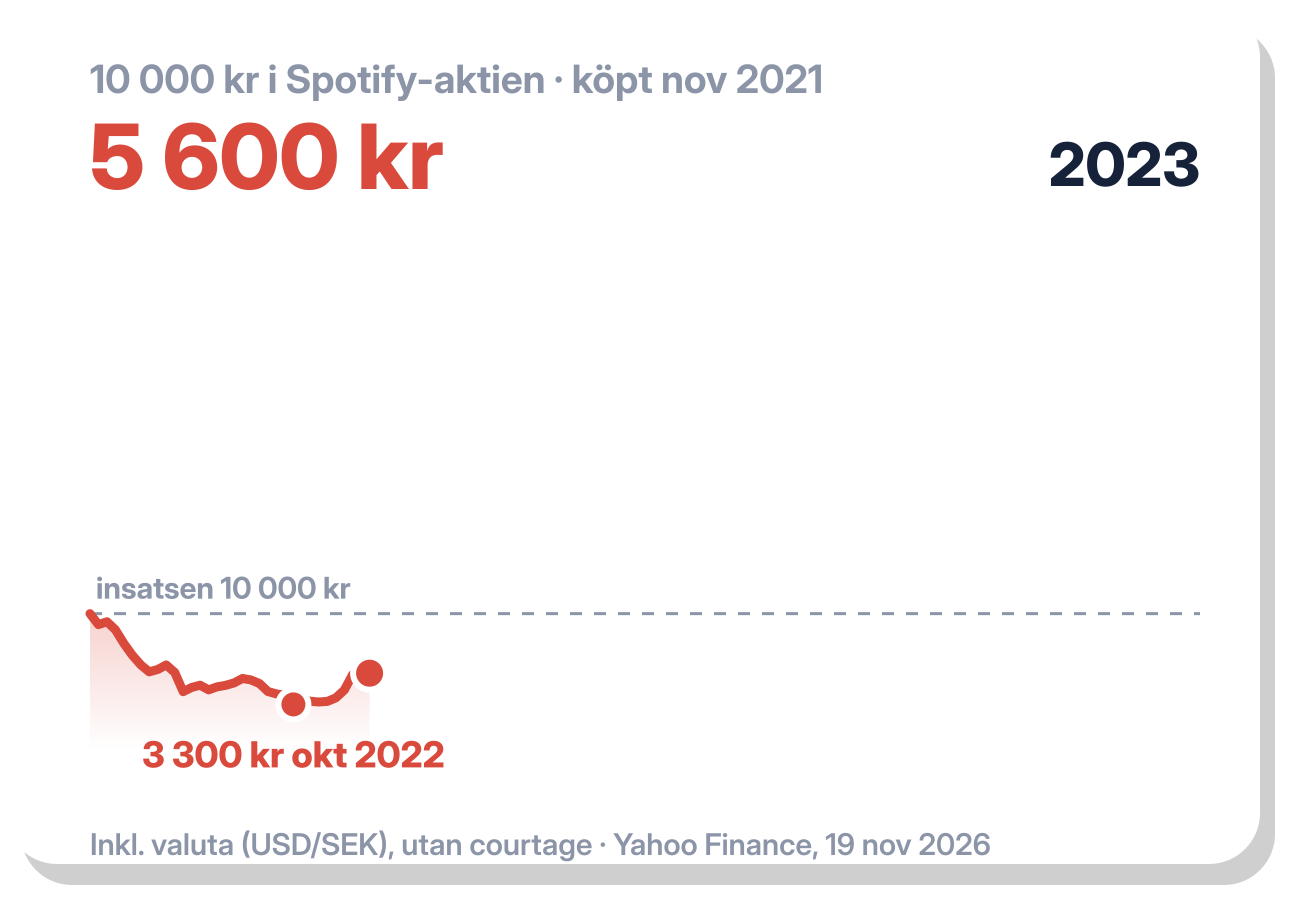 10 000 kr i Spotify-aktien · köpt nov 2021
5 600 kr
2023
insatsen 10 000 kr
3 300 kr okt 2022
Inkl. valuta (USD/SEK), utan courtage · Yahoo Finance, 19 nov 2026